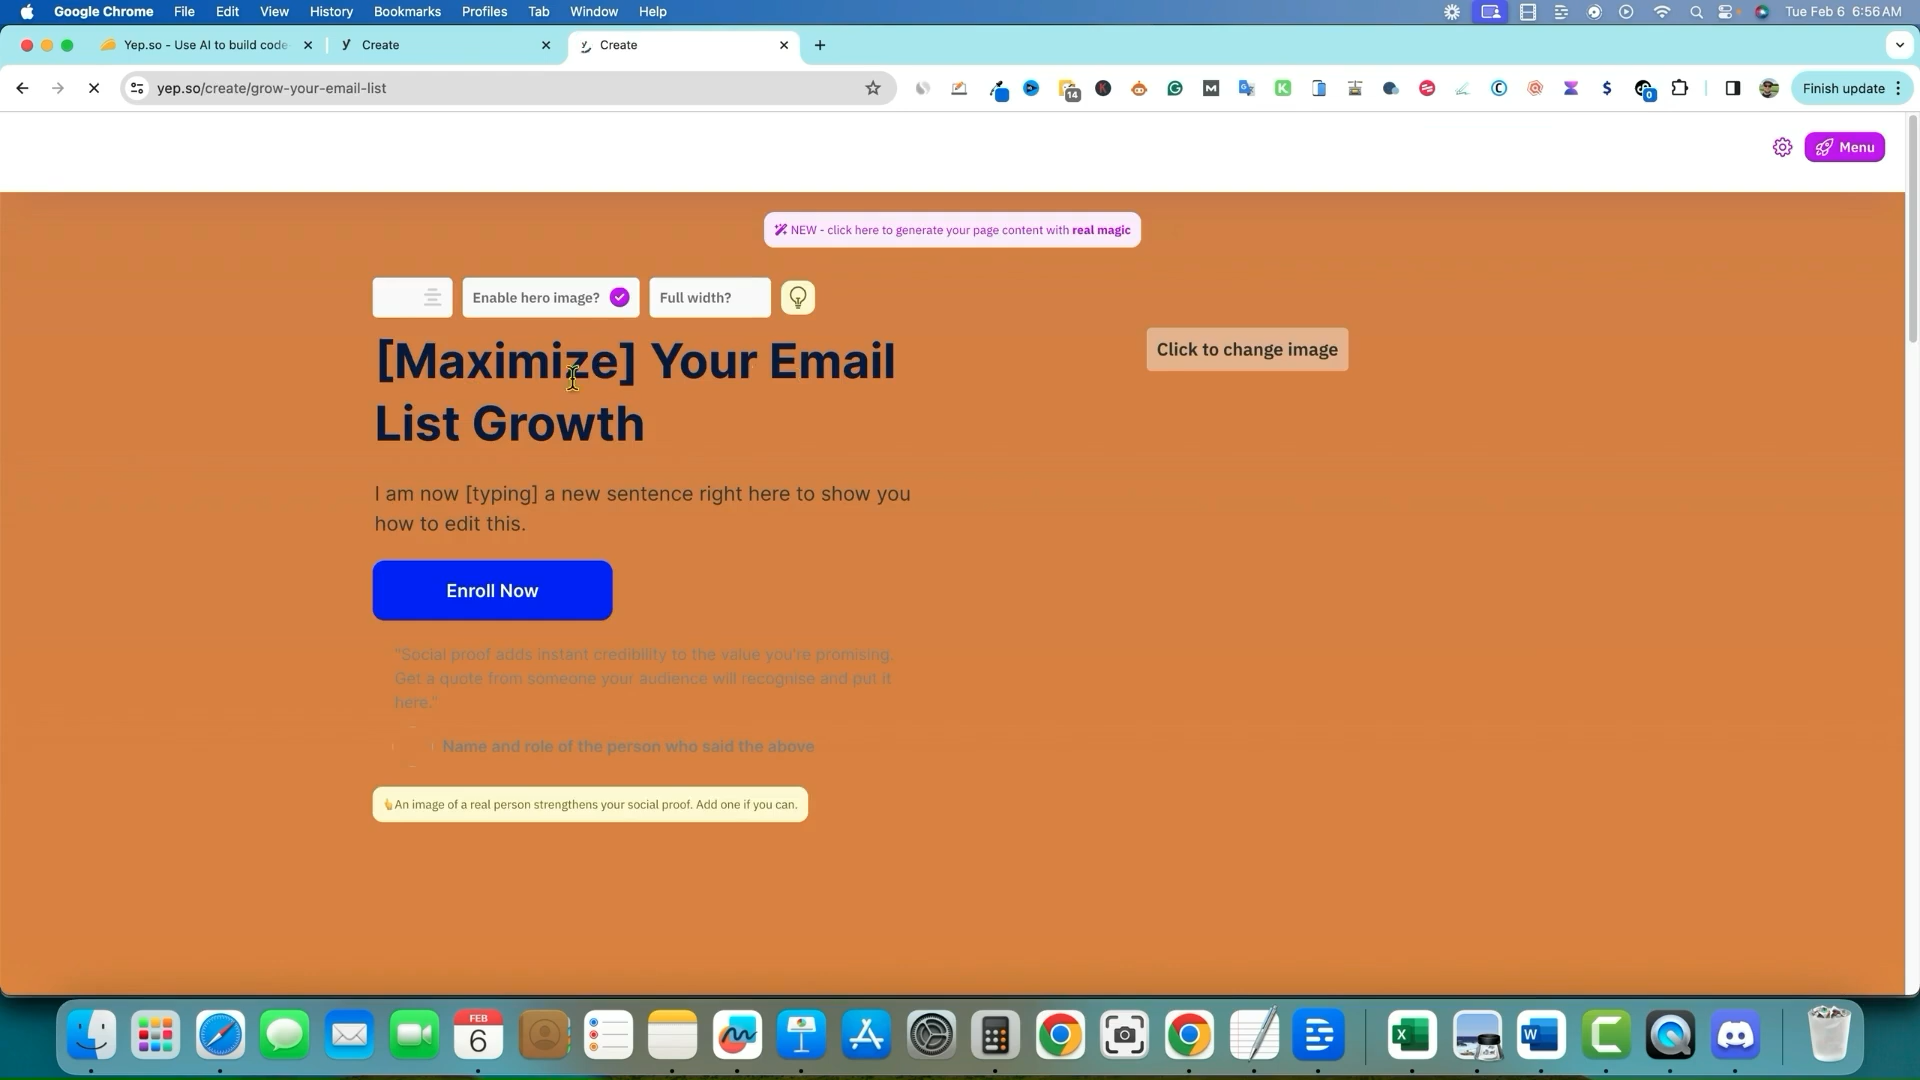 Google Chrome File Edit View History Bookmarks Profiles Tab Window Help Tue Feb 6 6:56 AM
Yep.so - Use AI to build code Create Create
yep.so/create/grow-your-email-list 14 0 Finish update
Menu
NEW - click here to generate your page content with real magic
Enable hero image? Full width?
[Maximize] Your Email
List Growth
Click to change image
I am now [typing] a new sentence right here to show you
how to edit this.
Enroll Now
"Social proof adds instant credibility to the value you're promising.
Get a quote from someone your audience will recognise and put it
here."
Name and role of the person who said the above
An image of a real person strengthens your social proof. Add one if you can.
FEB
6